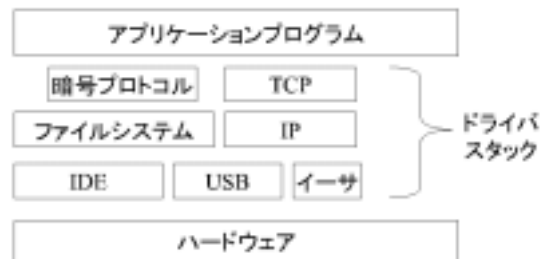 アプリケーションプログラム
暗号プロトコル
TCP
ファイルシステム
IP
ドライバ
スタック
IDE
USB
イーサ
ハードウェア